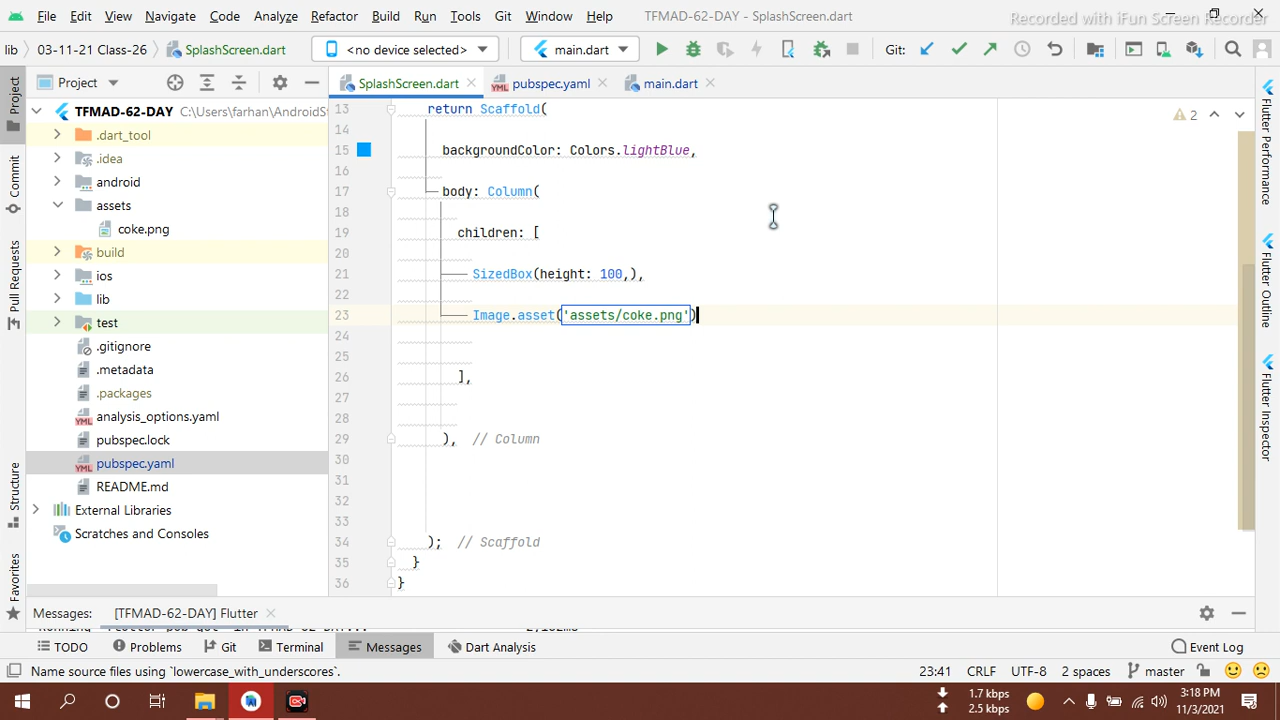 File Edit View Navigate Code Analyze Refactor Build Run Tools Git Window Help TFMAD-62-DAY - SplashScreen.dart
Recorded with iFun Screen Recorder
lib 03-11-21 Class-26 SplashScreen.dart <no device selected> main.dart Git:
Project SplashScreen.dart pubspec.yaml main.dart
TFMAD-62-DAY C:\Users\farhan\AndroidSt
.dart_tool
.idea
android
assets
coke.png
build
ios
lib
test
.gitignore
.metadata
.packages
analysis_options.yaml
pubspec.lock
pubspec.yaml
README.md
External Libraries
Scratches and Consoles
Project
Commit
Pull Requests
Structure
Favorites
2
13 return Scaffold(
14
15 backgroundColor: Colors.lightBlue,
16
17 body: Column(
18
19 children: [
20
21 SizedBox(height: 100,),
22
23 Image.asset('assets/coke.png')
24
25
26 ],
27
28
29 ), // Column
30
31
32
33
34 ); // Scaffold
35 }
36 }
Flutter Performance
Flutter Outline
Flutter Inspector
Messages: [TFMAD-62-DAY] Flutter
TODO Problems Git Terminal Messages Dart Analysis Event Log
Name source files using `lowercase_with_underscores`. 23:41 CRLF UTF-8 2 spaces master
1.7 kbps
2.5 kbps
3:18 PM
11/3/2021